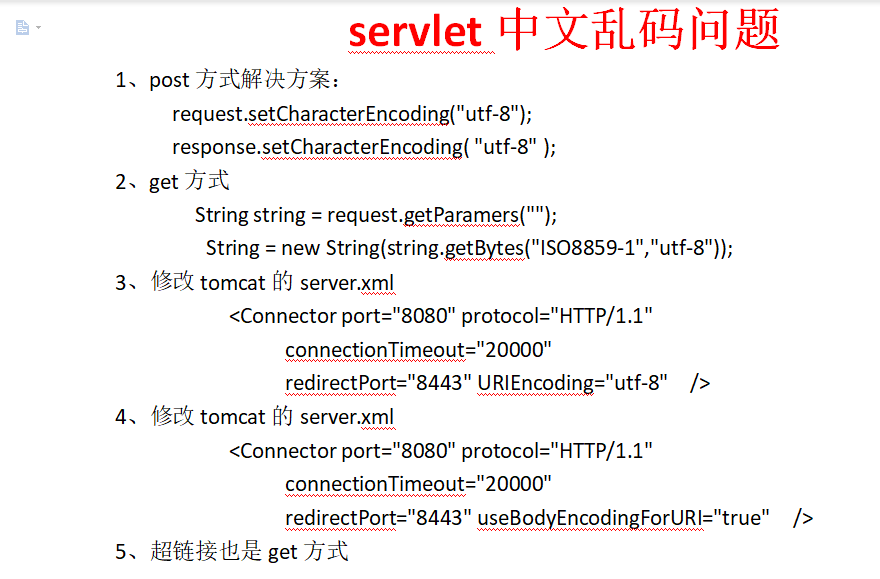 servlet 中文乱码问题
1、post 方式解决方案：
request.setCharacterEncoding("utf-8");
response.setCharacterEncoding( "utf-8" );
2、get 方式
String string = request.getParamers("");
String = new String(string.getBytes("ISO8859-1","utf-8"));
3、修改 tomcat 的 server.xml
<Connector port="8080" protocol="HTTP/1.1"
connectionTimeout="20000"
redirectPort="8443" URIEncoding="utf-8" />
4、修改 tomcat 的 server.xml
<Connector port="8080" protocol="HTTP/1.1"
connectionTimeout="20000"
redirectPort="8443" useBodyEncodingForURI="true" />
5、超链接也是 get 方式